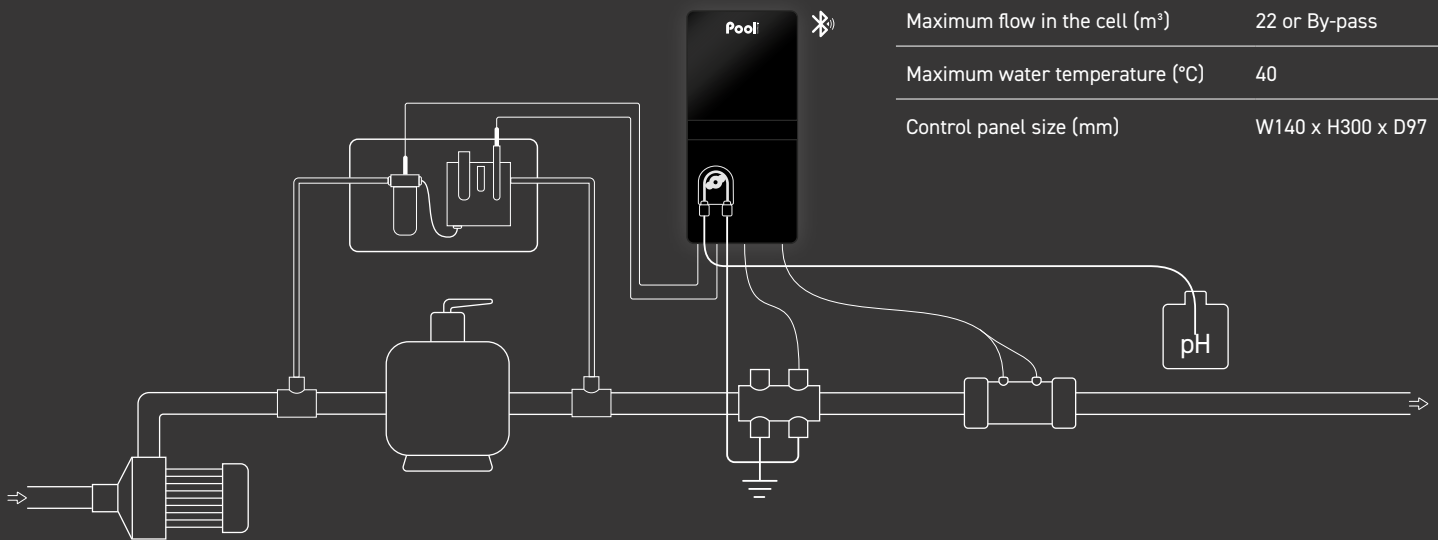 Pooli
Maximum flow in the cell (m³) 22 or By-pass
Maximum water temperature (°C) 40
Control panel size (mm) W140 x H300 x D97
pH